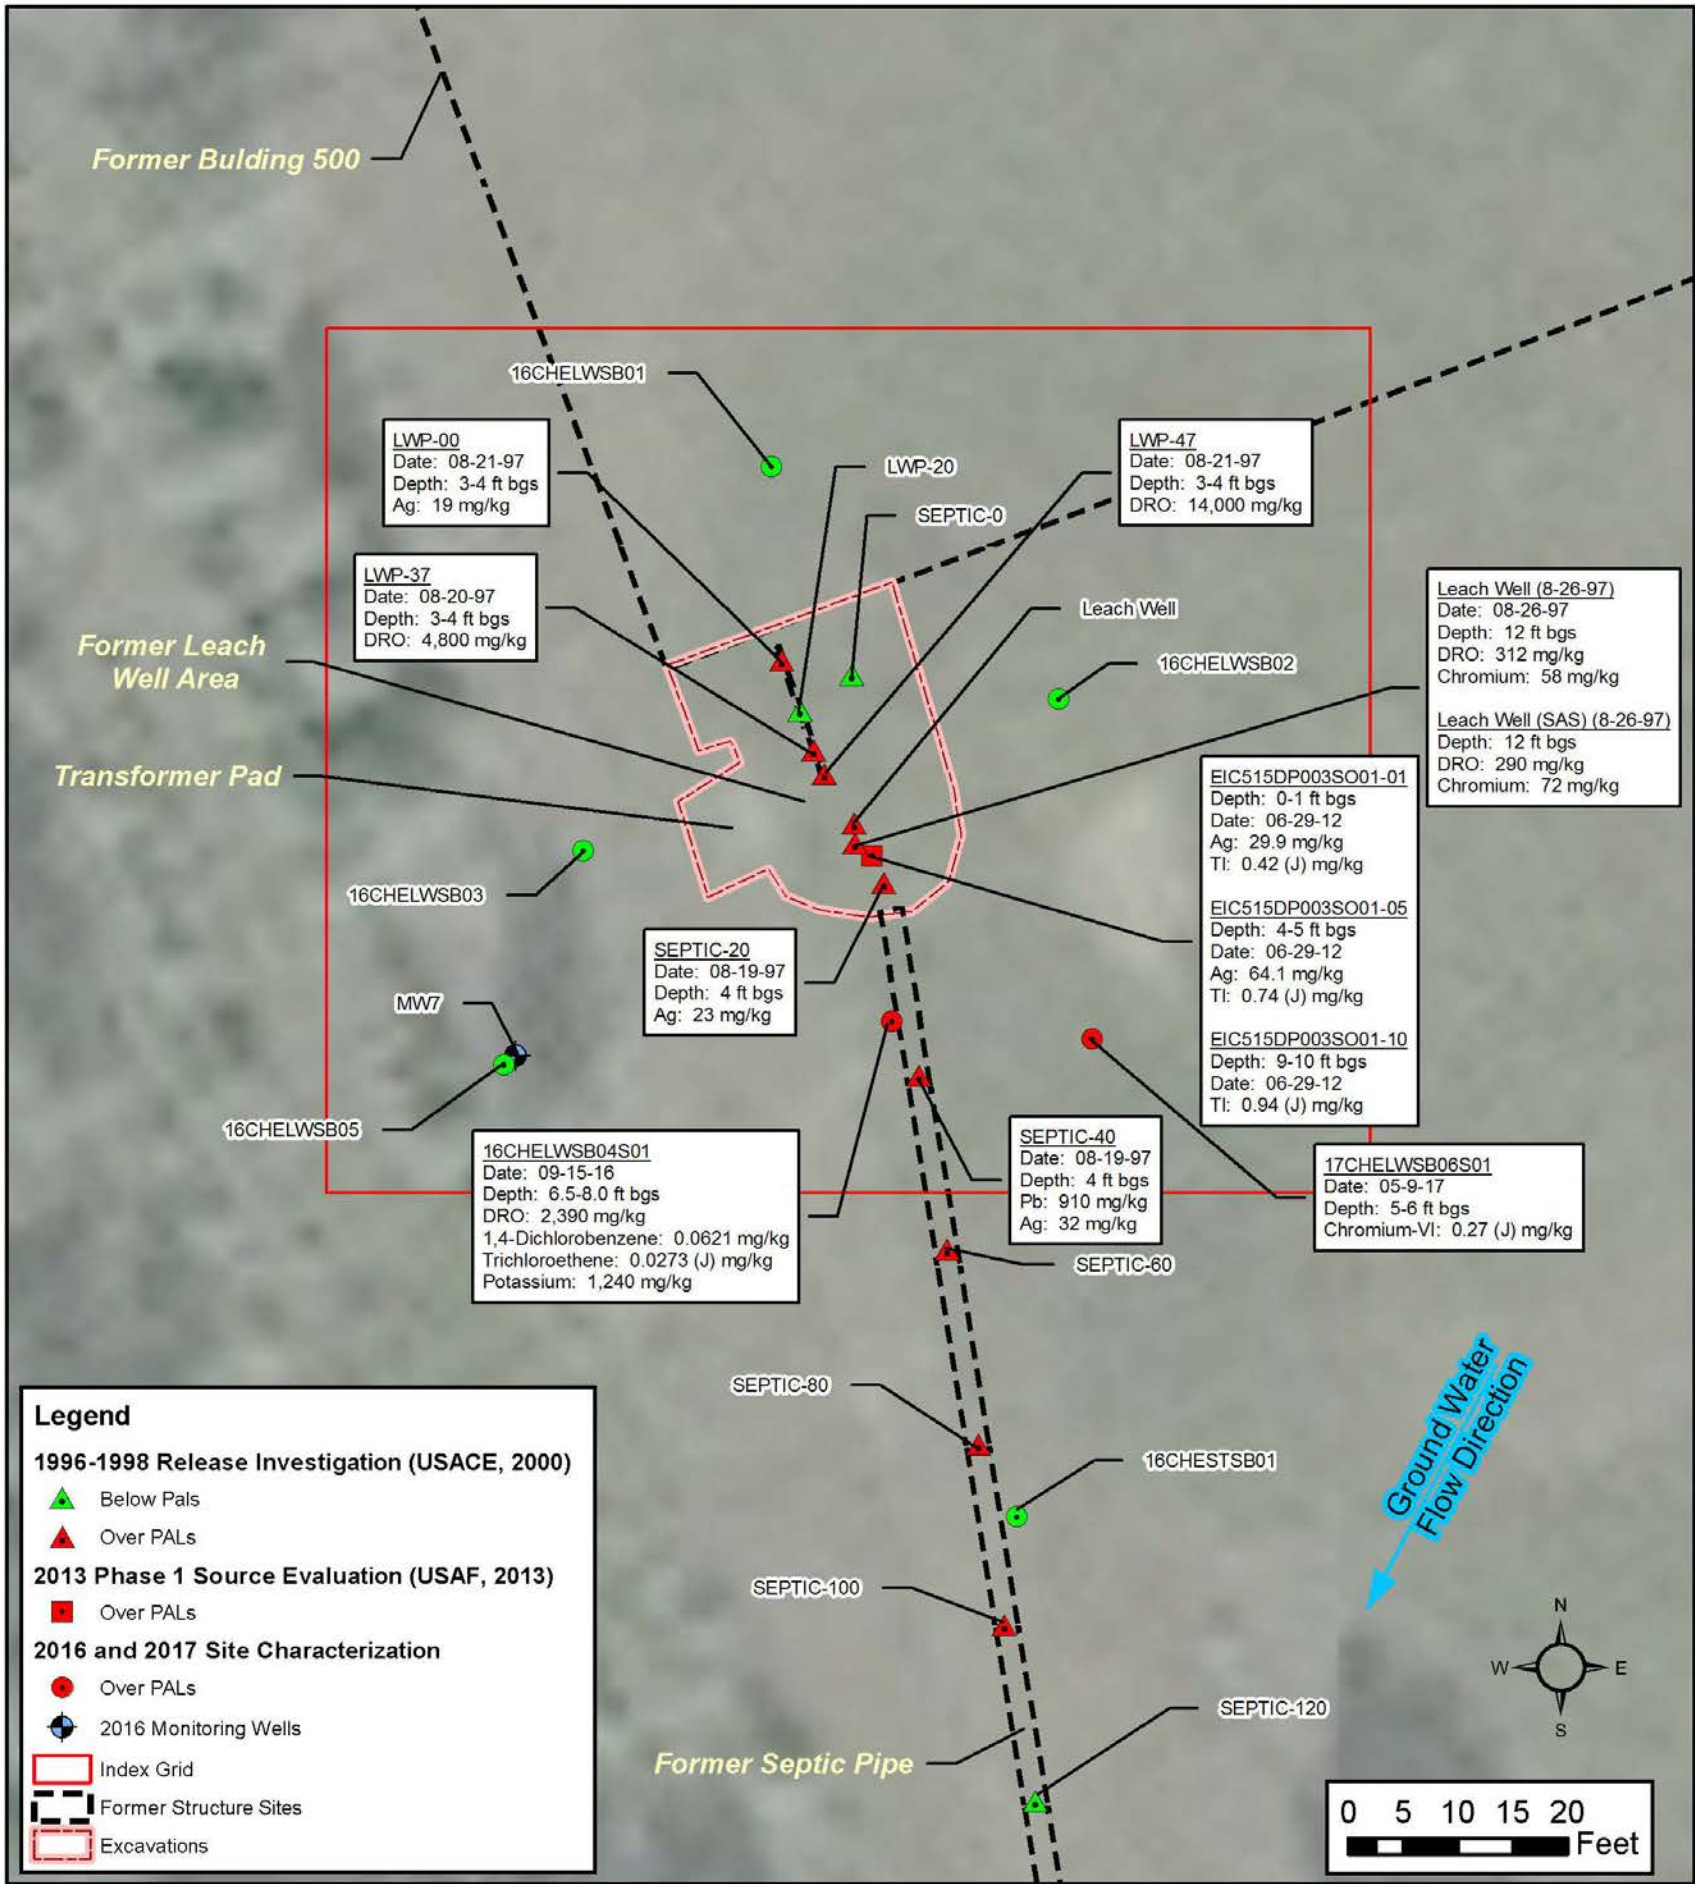 Former Bulding 500
16CHELWSB01
LWP-00
Date: 08-21-97
Depth: 3-4 ft bgs
Ag: 19 mg/kg
LWP-20
SEPTIC-0
LWP-47
Date: 08-21-97
Depth: 3-4 ft bgs
DRO: 14,000 mg/kg
LWP-37
Date: 08-20-97
Depth: 3-4 ft bgs
DRO: 4,800 mg/kg
Leach Well
Leach Well (8-26-97)
Date: 08-26-97
Depth: 12 ft bgs
DRO: 312 mg/kg
Chromium: 58 mg/kg
Leach Well (SAS) (8-26-97)
Depth: 12 ft bgs
DRO: 290 mg/kg
Chromium: 72 mg/kg
Former Leach
Well Area
16CHELWSB02
Transformer Pad
EIC515DP003SO01-01
Depth: 0-1 ft bgs
Date: 06-29-12
Ag: 29.9 mg/kg
Tl: 0.42 (J) mg/kg
EIC515DP003SO01-05
Depth: 4-5 ft bgs
Date: 06-29-12
Ag: 64.1 mg/kg
Tl: 0.74 (J) mg/kg
EIC515DP003SO01-10
Depth: 9-10 ft bgs
Date: 06-29-12
Tl: 0.94 (J) mg/kg
16CHELWSB03
SEPTIC-20
Date: 08-19-97
Depth: 4 ft bgs
Ag: 23 mg/kg
MW7
16CHELWSB05
16CHELWSB04S01
Date: 09-15-16
Depth: 6.5-8.0 ft bgs
DRO: 2,390 mg/kg
1,4-Dichlorobenzene: 0.0621 mg/kg
Trichloroethene: 0.0273 (J) mg/kg
Potassium: 1,240 mg/kg
SEPTIC-40
Date: 08-19-97
Depth: 4 ft bgs
Pb: 910 mg/kg
Ag: 32 mg/kg
17CHELWSB06S01
Date: 05-9-17
Depth: 5-6 ft bgs
Chromium-VI: 0.27 (J) mg/kg
SEPTIC-60
SEPTIC-80
16CHESTSB01
SEPTIC-100
SEPTIC-120
Former Septic Pipe
Ground Water
Flow Direction
N
W
E
S
0 5 10 15 20
Feet
Legend
1996-1998 Release Investigation (USACE, 2000)
Below Pals
Over PALs
2013 Phase 1 Source Evaluation (USAF, 2013)
Over PALs
2016 and 2017 Site Characterization
Over PALs
2016 Monitoring Wells
Index Grid
Former Structure Sites
Excavations